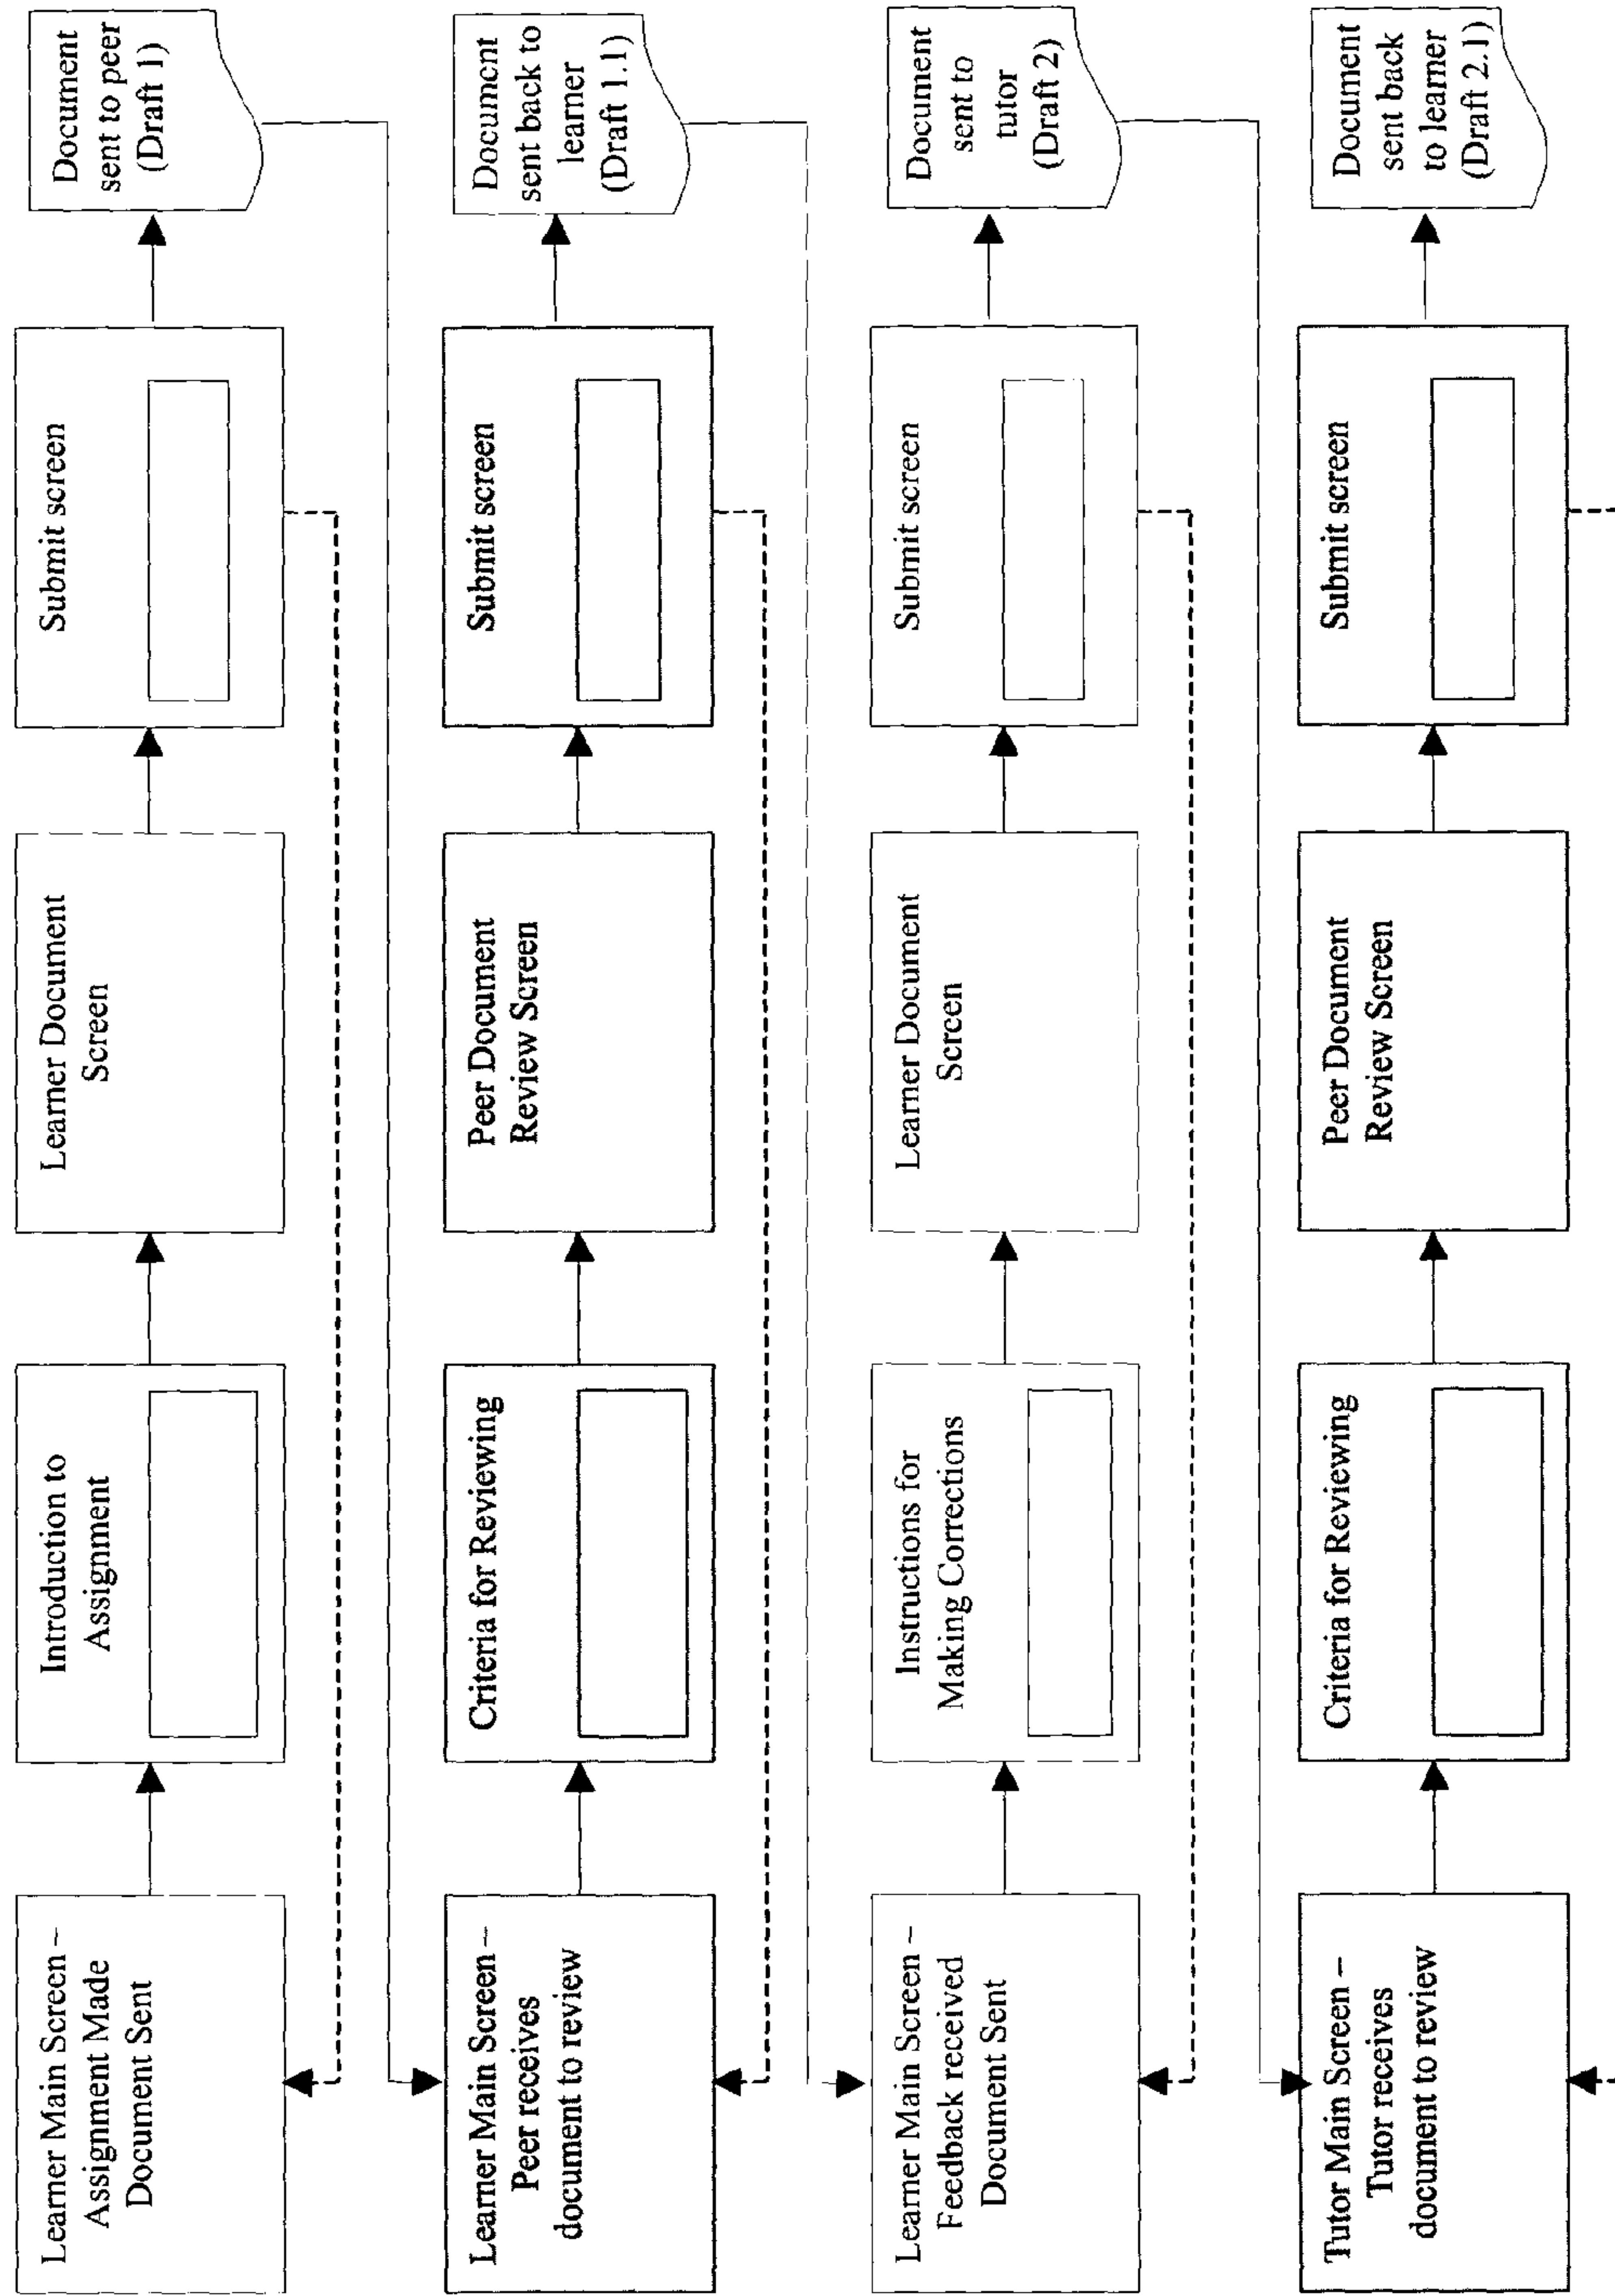 Learner Main Screen –
Assignment Made
Document Sent
Introduction to
Assignment
Learner Document
Screen
Submit screen
Document
sent to peer
(Draft 1)
Learner Main Screen –
Peer receives
document to review
Criteria for Reviewing
Peer Document
Review Screen
Submit screen
Document
sent back to
learner
(Draft 1.1)
Learner Main Screen –
Feedback received
Document Sent
Instructions for
Making Corrections
Learner Document
Screen
Submit screen
Document
sent to
tutor
(Draft 2)
Tutor Main Screen –
Tutor receives
document to review
Criteria for Reviewing
Peer Document
Review Screen
Submit screen
Document
sent back
to learner
(Draft 2.1)